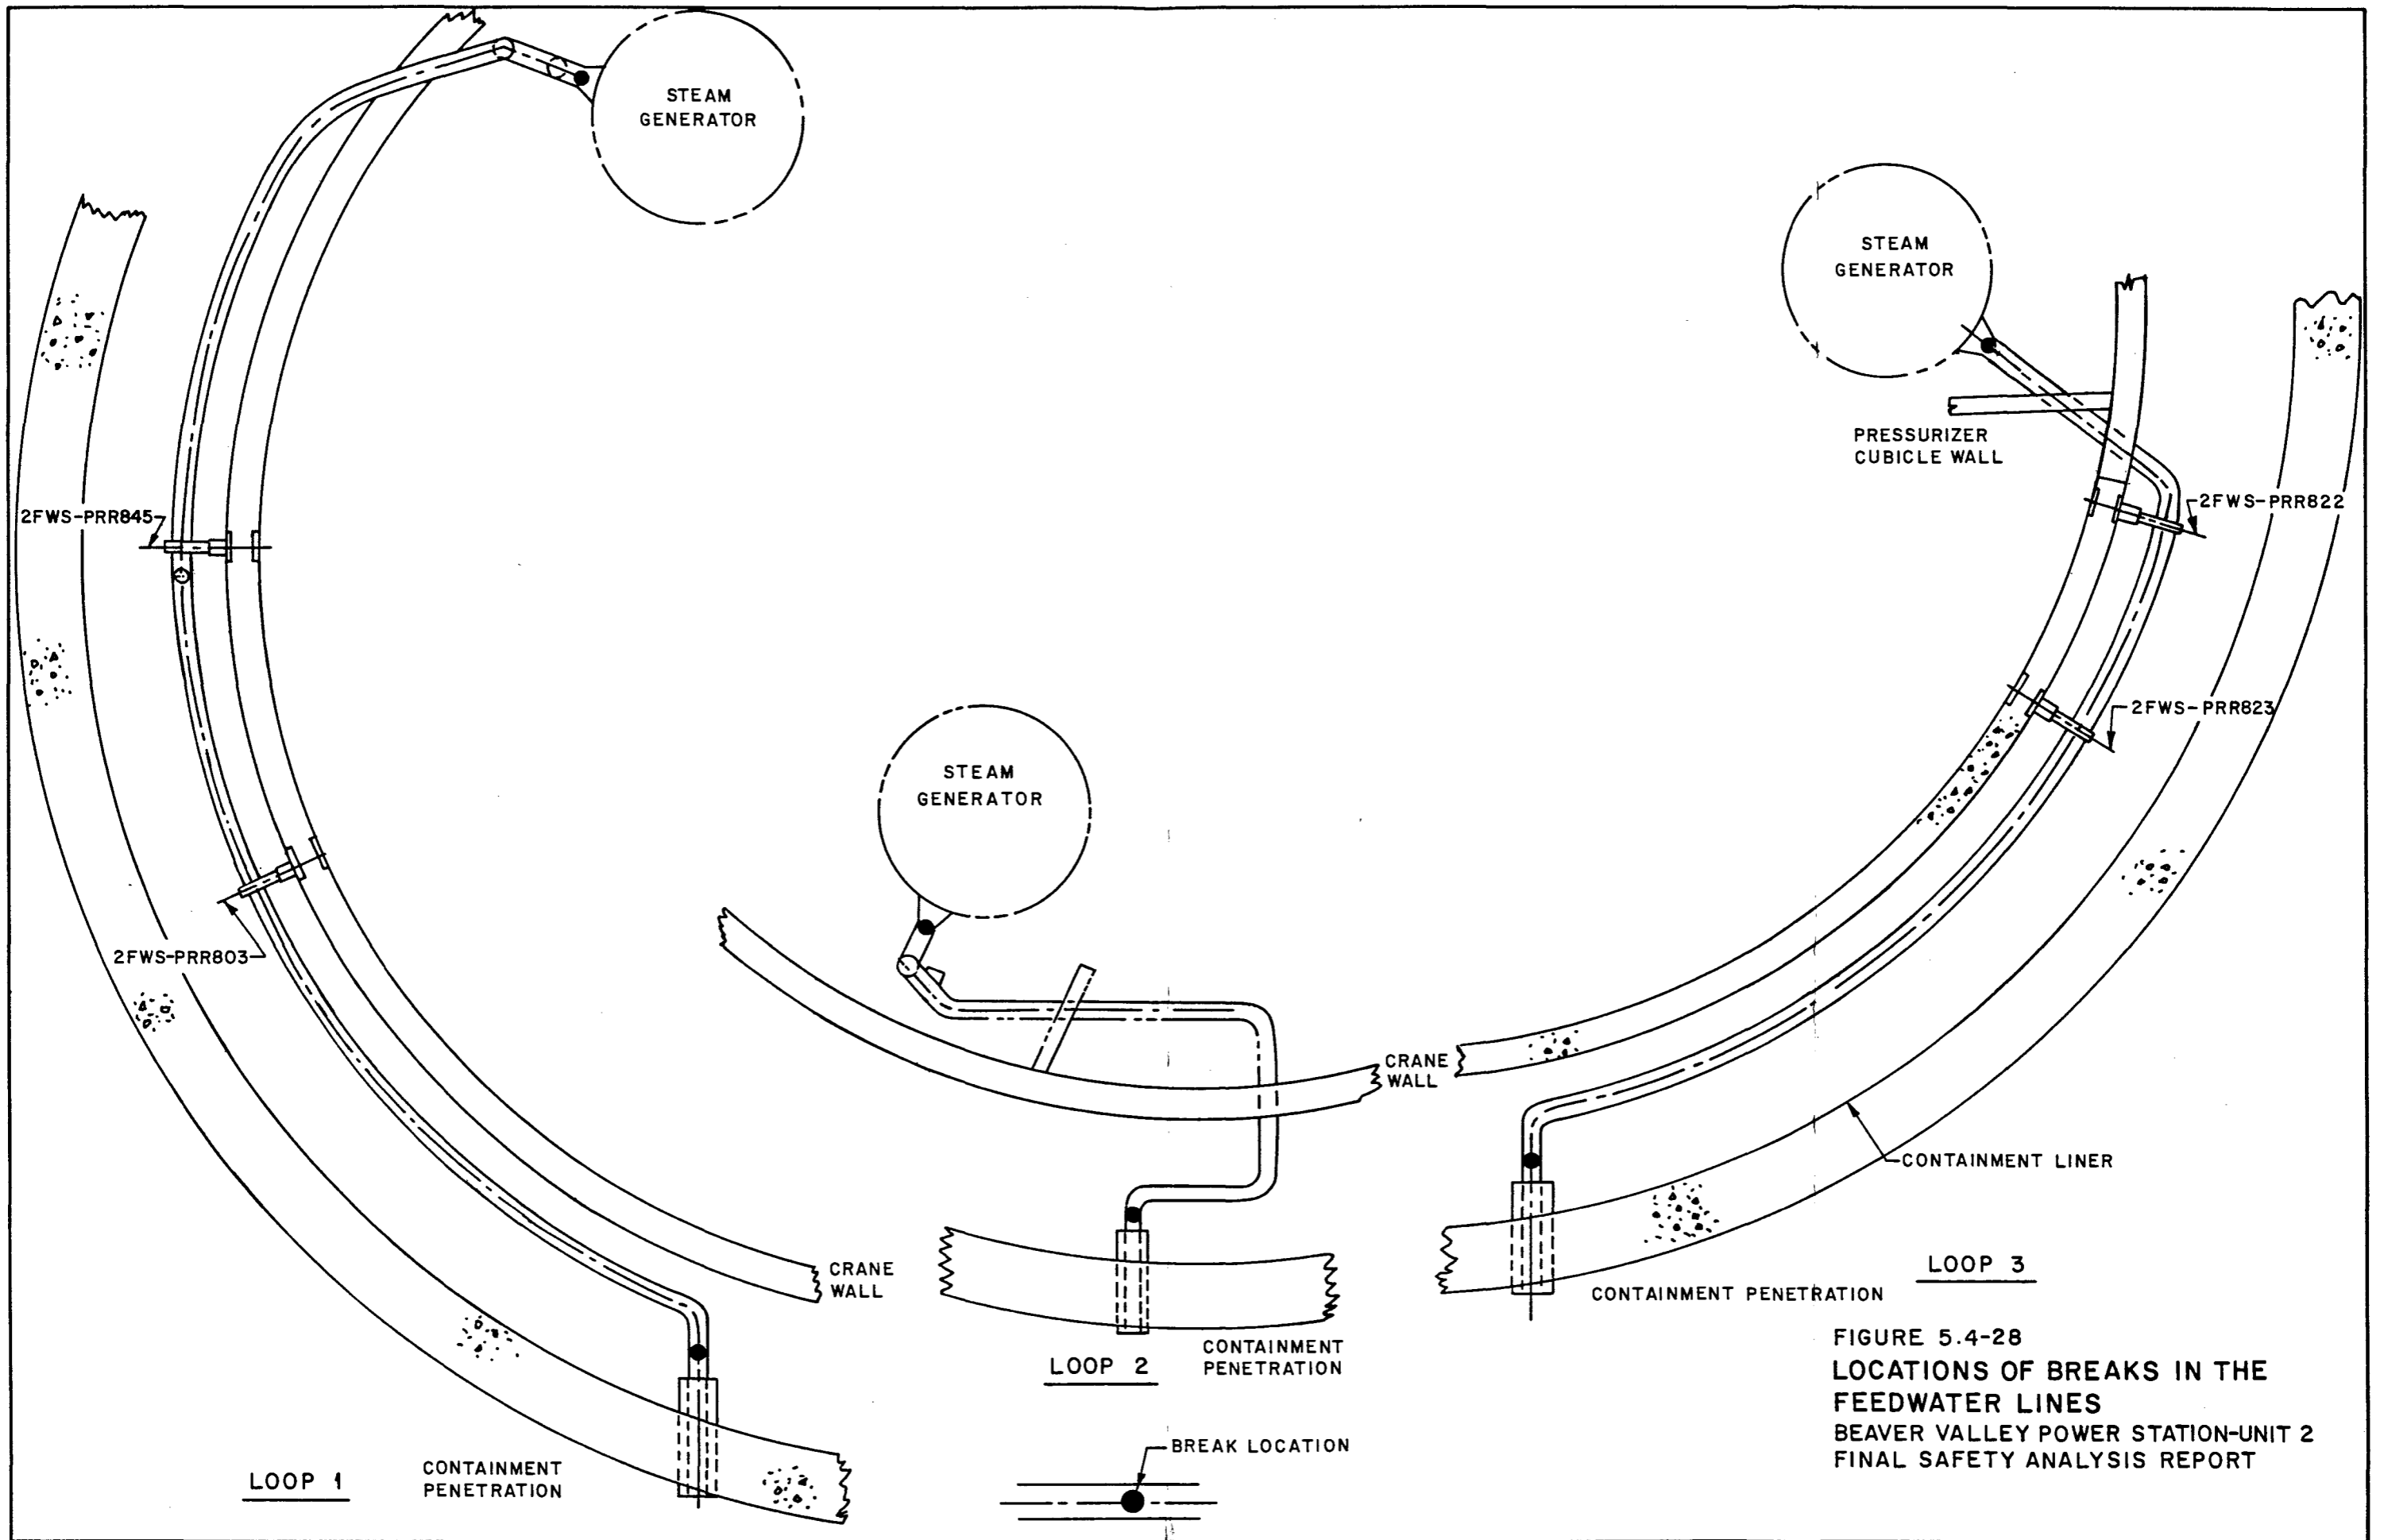 STEAM
GENERATOR
STEAM
GENERATOR
PRESSURIZER
CUBICLE WALL
2FWS-PRR845
2FWS-PRR822
2FWS-PRR823
STEAM
GENERATOR
2FWS-PRR803
CRANE
WALL
CONTAINMENT LINER
CRANE
WALL
LOOP 3
CONTAINMENT PENETRATION
CONTAINMENT
PENETRATION
LOOP 2
BREAK LOCATION
LOOP 1
CONTAINMENT
PENETRATION
FIGURE 5.4-28
LOCATIONS OF BREAKS IN THE
FEEDWATER LINES
BEAVER VALLEY POWER STATION-UNIT 2
FINAL SAFETY ANALYSIS REPORT